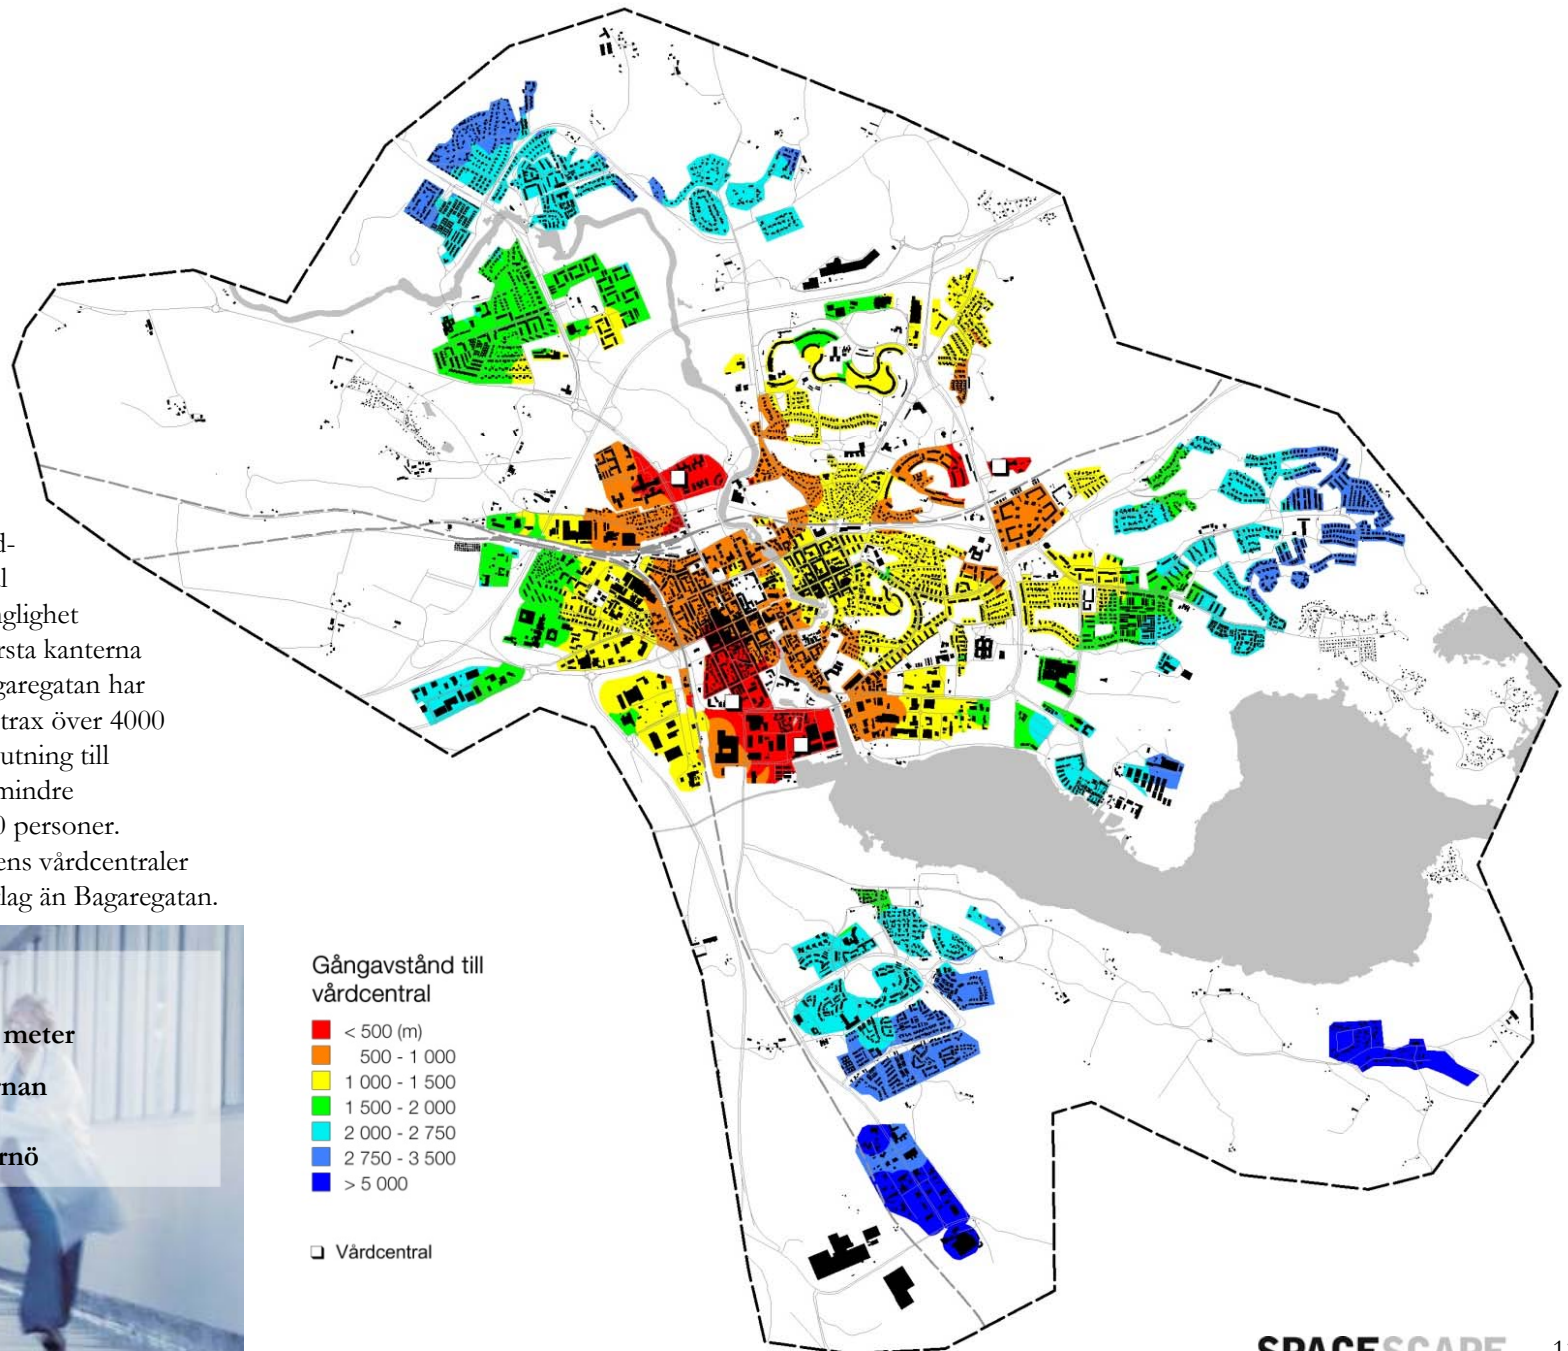 d-
l
nglighet
rsta kanterna
garegatan har
trax över 4000
utning till
mindre
0 personer.
ens vårdcentraler
lag än Bagaregatan.
meter
rnan
rnö
Gångavstånd till
vårdcentral
< 500 (m)
500 - 1 000
1 000 - 1 500
1 500 - 2 000
2 000 - 2 750
2 750 - 3 500
> 5 000
Vårdcentral
SPACESCAPE
1